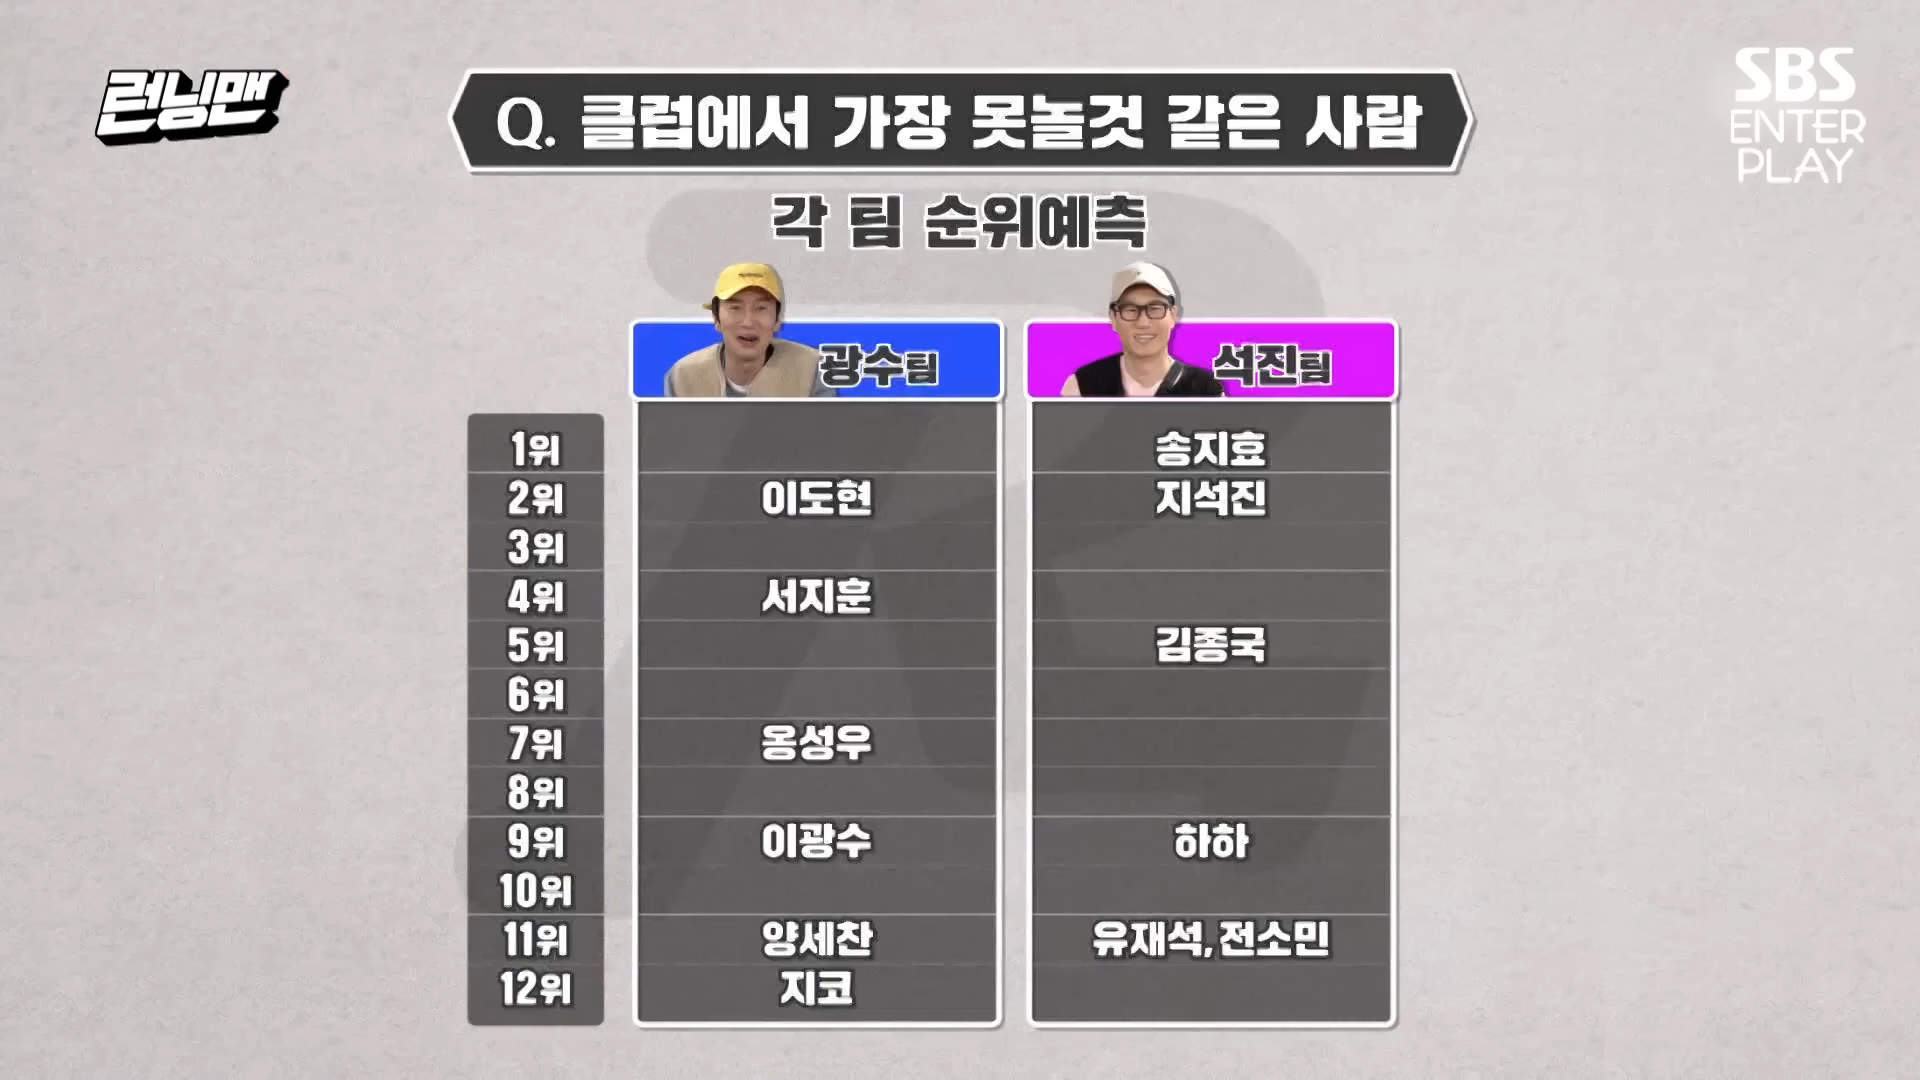 런닝맨
SBS
ENTER
PLAY
Q. 클럽에서 가장 못놀것 같은 사람
각 팀 순위예측
광수팀 석진팀
1위 송지효
2위 이도현 지석진
3위
4위 서지훈
5위 김종국
6위
7위 옹성우
8위
9위 이광수 하하
10위
11위 양세찬 유재석, 전소민
12위 지코